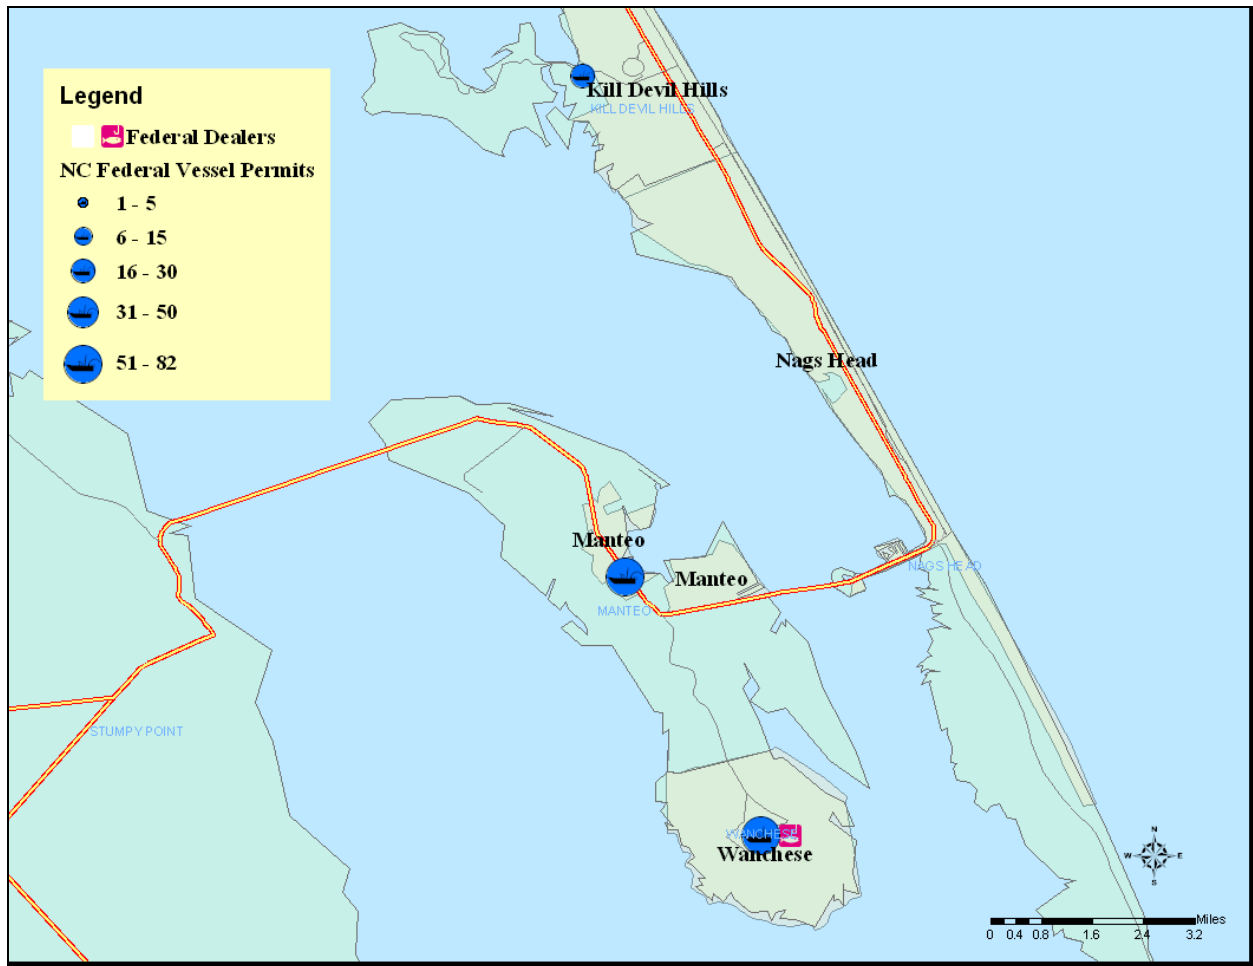 Kill Devil Hills
KILL DEVIL HILLS
Legend
Federal Dealers
NC Federal Vessel Permits
1 - 5
6 - 15
16 - 30
31 - 50
51 - 82
Nags Head
Manteo
Manteo
NAGS HEAD
MANTEO
STUMPY POINT
WANCHESE
Wanchese
N
W E
S
Miles
0 0.4 0.8 1.6 2.4 3.2